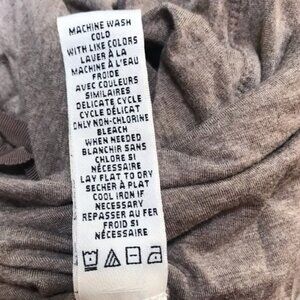 MACHINE WASH
COLD
WITH LIKE COLORS
LAVER À LA
MACHINE À L'EAU
FROIDE
AVEC COULEURS
SIMILAIRES
DELICATE CYCLE
CYCLE DÉLICAT
ONLY NON-CHLORINE
BLEACH
WHEN NEEDED
BLANCHIR SANS
CHLORE SI
NÉCESSAIRE
LAY FLAT TO DRY
SECHER À PLAT
COOL IRON IF
NECESSARY
REPASSER AU FER
FROID SI
NÉCESSAIRE